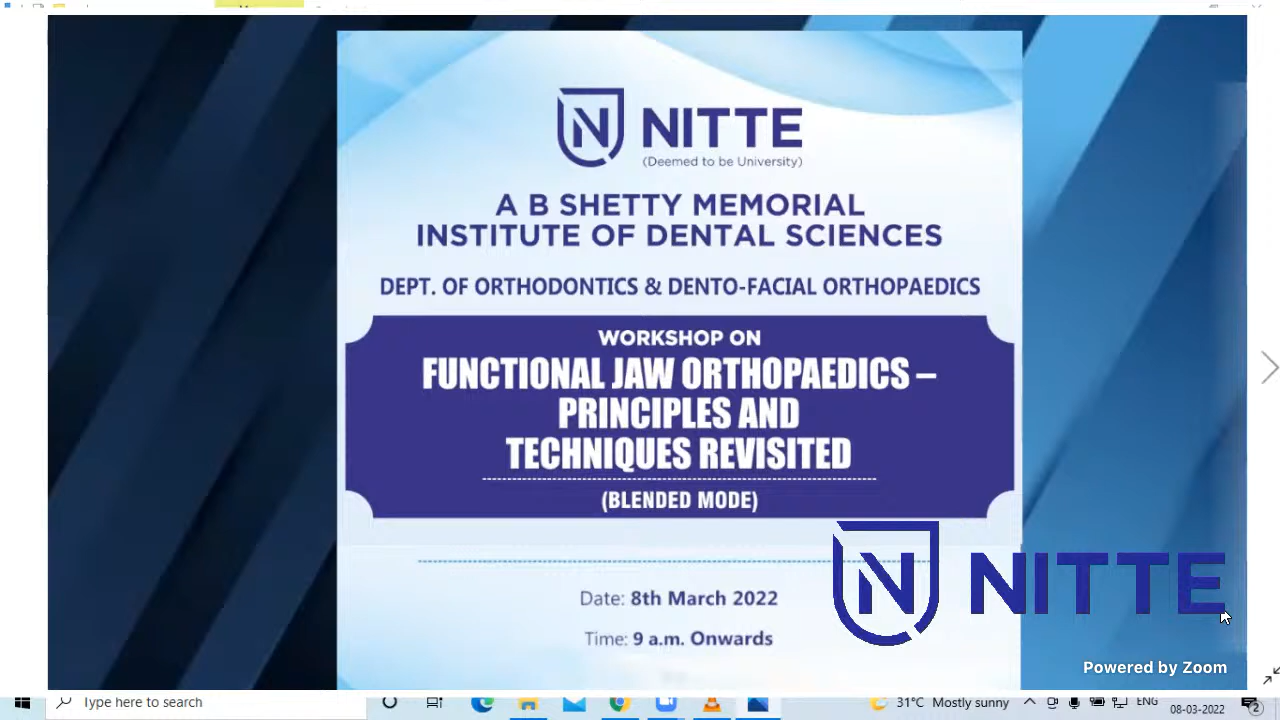 NITTE
(Deemed to be University)
A B SHETTY MEMORIAL
INSTITUTE OF DENTAL SCIENCES
DEPT. OF ORTHODONTICS & DENTO-FACIAL ORTHOPAEDICS
WORKSHOP ON
FUNCTIONAL JAW ORTHOPAEDICS –
PRINCIPLES AND
TECHNIQUES REVISITED
(BLENDED MODE)
NITTE
Date: 8th March 2022
Time: 9 a.m. Onwards
Powered by Zoom
Type here to search
31°C Mostly sunny
ENG
08-03-2022
2